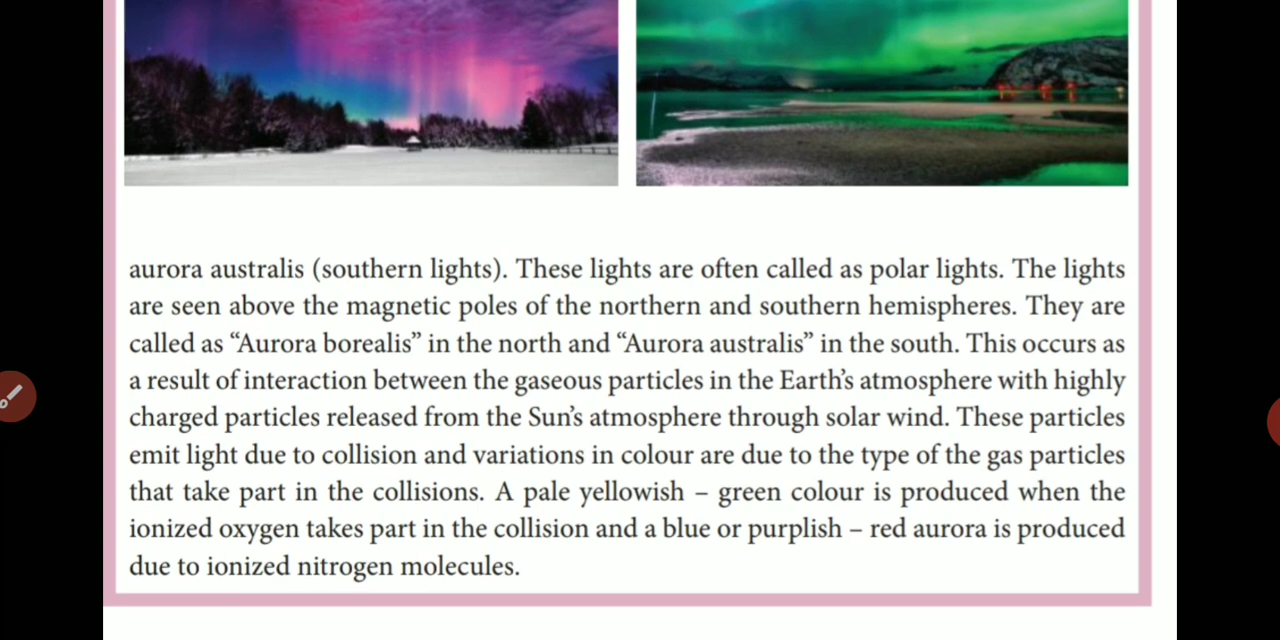 aurora australis (southern lights). These lights are often called as polar lights. The lights
are seen above the magnetic poles of the northern and southern hemispheres. They are
called as “Aurora borealis” in the north and “Aurora australis” in the south. This occurs as
a result of interaction between the gaseous particles in the Earth’s atmosphere with highly
charged particles released from the Sun’s atmosphere through solar wind. These particles
emit light due to collision and variations in colour are due to the type of the gas particles
that take part in the collisions. A pale yellowish – green colour is produced when the
ionized oxygen takes part in the collision and a blue or purplish – red aurora is produced
due to ionized nitrogen molecules.